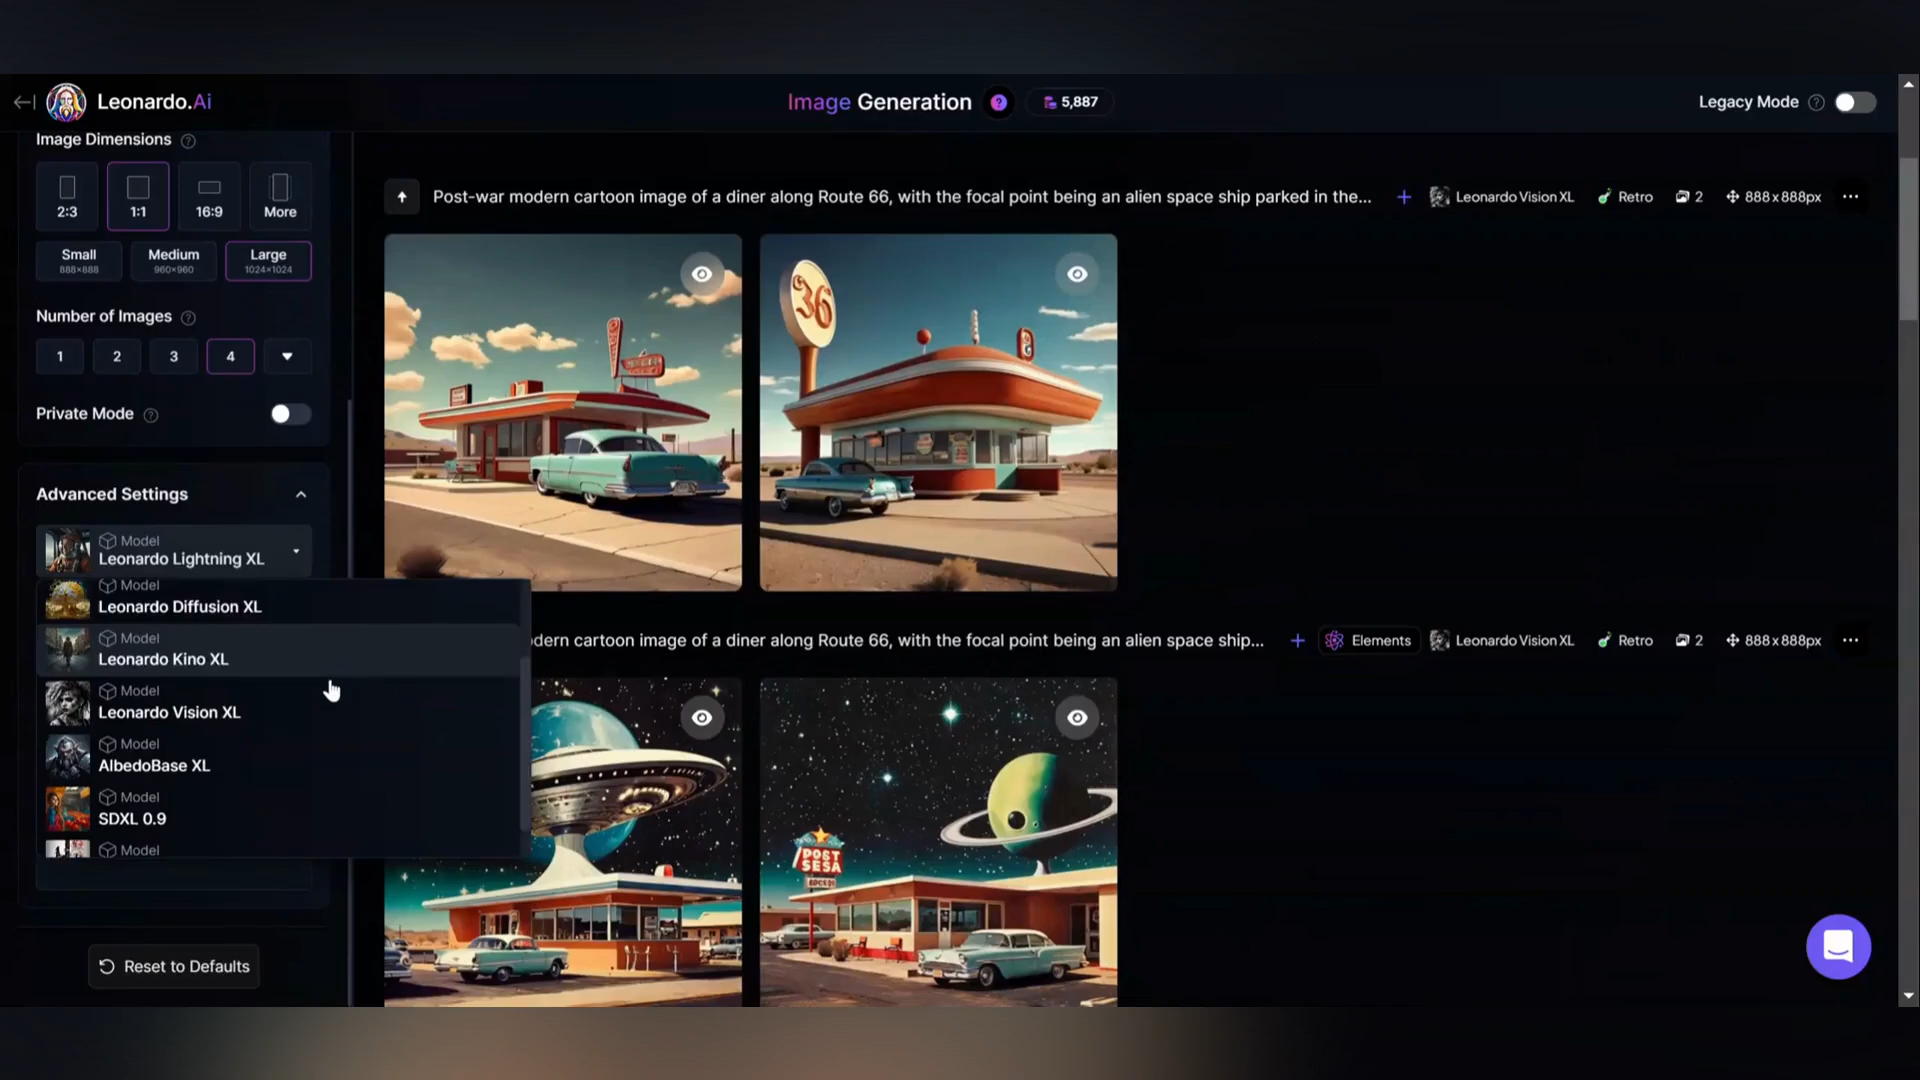 Leonardo.Ai
Image Generation
?
5,887
Legacy Mode ?
Image Dimensions ?
2:3
1:1
16:9
More
Small
888×888
Medium
960×960
Large
1024×1024
Number of Images ?
1
2
3
4
Private Mode ?
Advanced Settings
Model
Leonardo Lightning XL
Model
Leonardo Diffusion XL
Model
Leonardo Kino XL
Model
Leonardo Vision XL
Model
AlbedoBase XL
Model
SDXL 0.9
Model
Reset to Defaults
Post-war modern cartoon image of a diner along Route 66, with the focal point being an alien space ship parked in the...
Leonardo Vision XL
Retro
2
888x888px
36
dern cartoon image of a diner along Route 66, with the focal point being an alien space ship...
Elements
Leonardo Vision XL
Retro
2
888x888px
POST
SESA